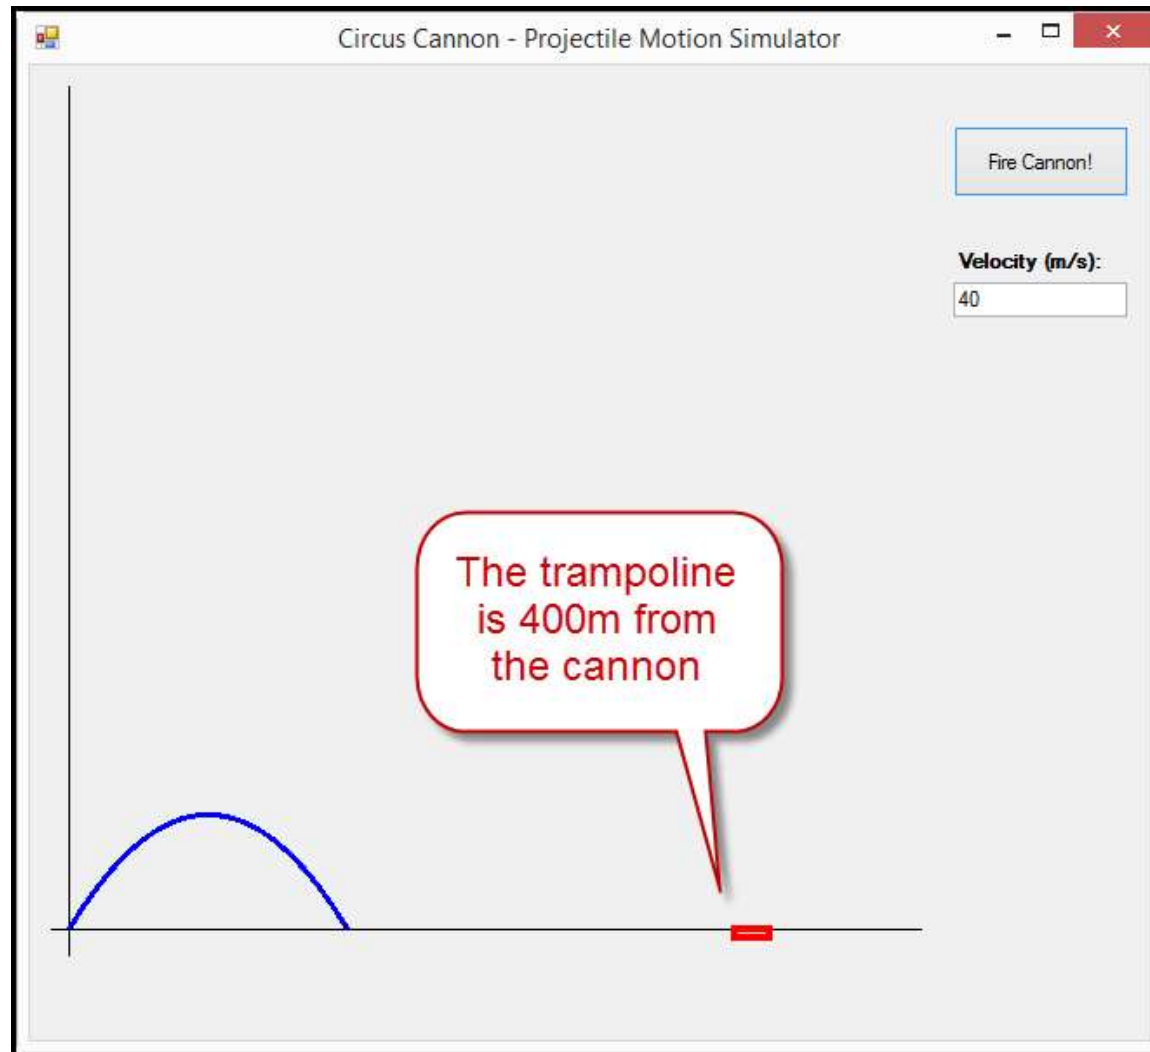 Circus Cannon - Projectile Motion Simulator
Fire Cannon!
Velocity (m/s):
40
The trampoline
is 400m from
the cannon